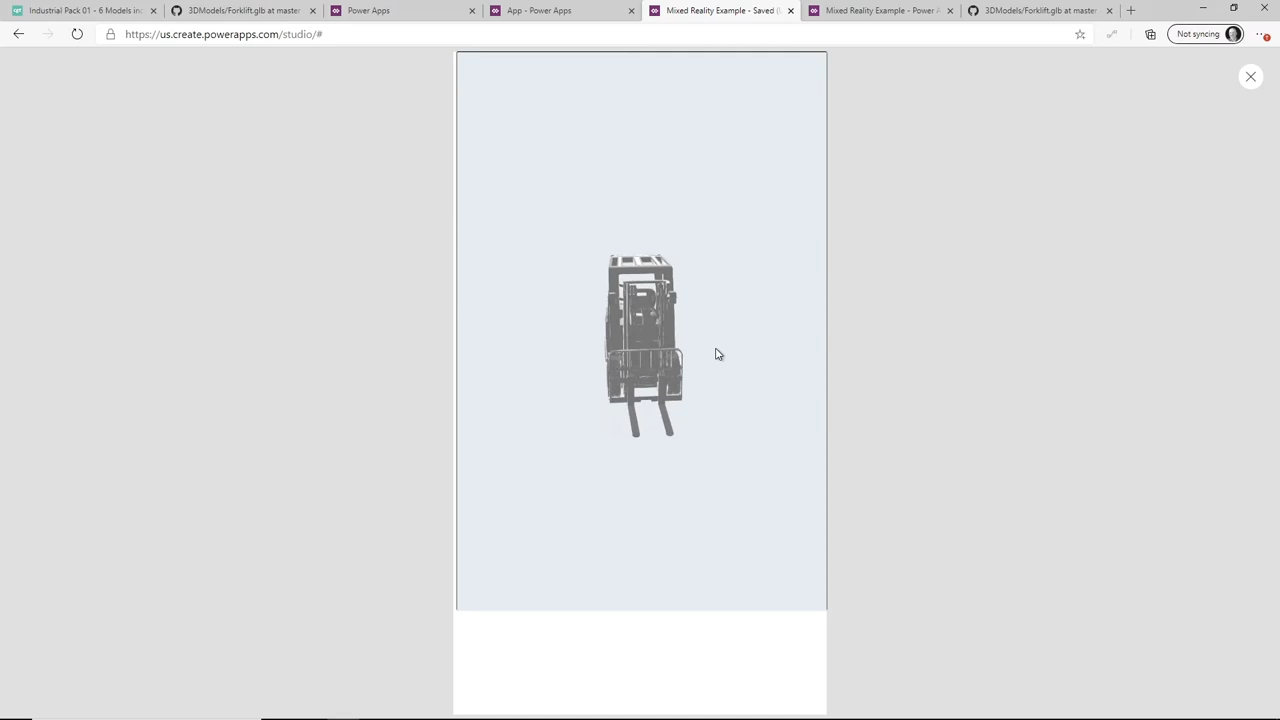 Industrial Pack 01 - 6 Models inc
3DModels/Forklift.glb at master
Power Apps
App - Power Apps
Mixed Reality Example - Saved (
Mixed Reality Example - Power A
3DModels/Forklift.glb at master
https://us.create.powerapps.com/studio/#
Not syncing